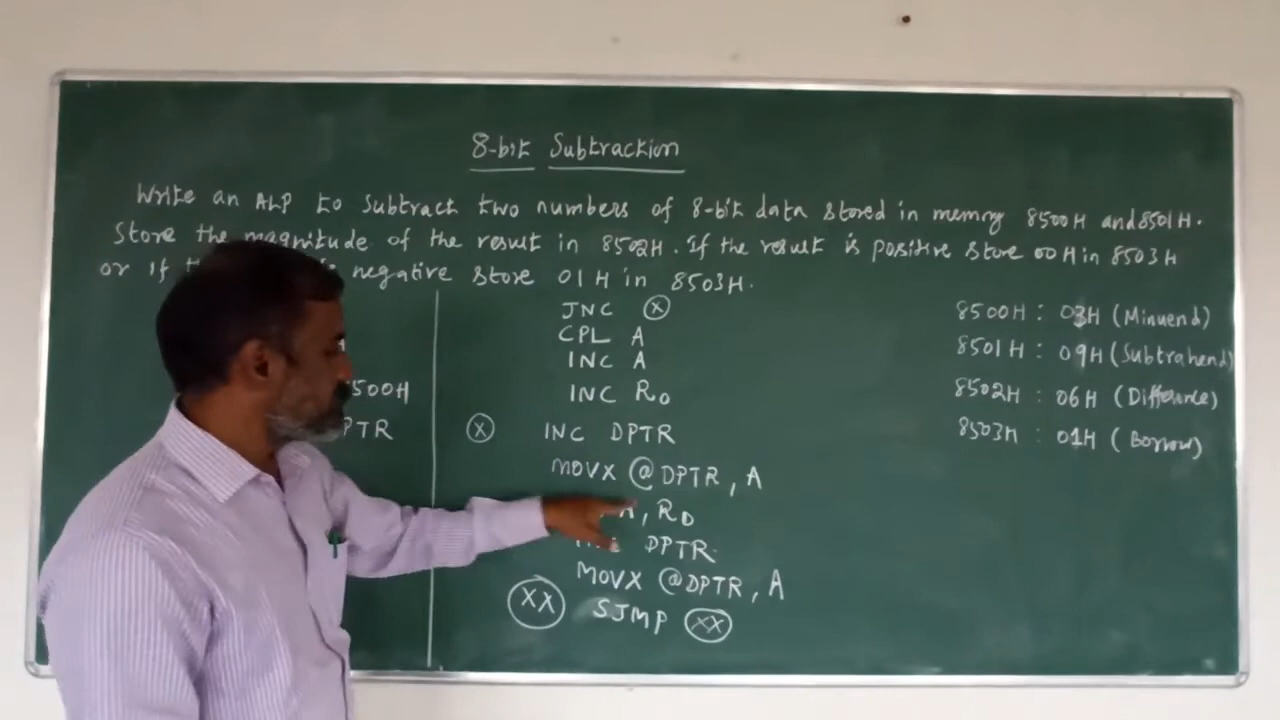 8-bit Subtraction
Write an ALP to subtract two numbers of 8-bit data stored in memory 8500H and 8501H.
Store the magnitude of the result in 8502H. If the result is positive store 00H in 8503H
or if negative store 01H in 8503H.
JNC X
CPL A
INC A
INC R0
500H
PTR X INC DPTR
MOVX @DPTR, A
A, R0
DPTR
MOVX @DPTR, A
XX SJMP XX
8500H : 03H (Minuend)
8501H : 09H (Subtrahend)
8502H : 06H (Difference)
8503H : 01H (Borrow)